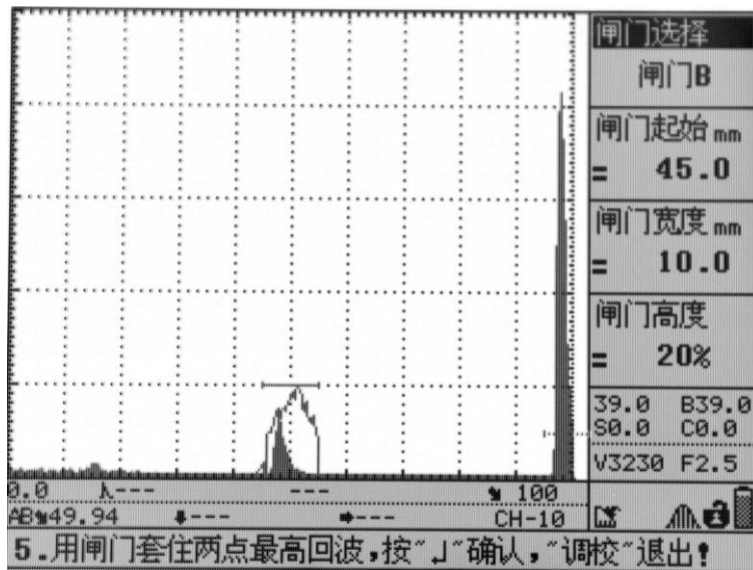 闸门选择
闸门B
闸门起始mm
= 45.0
闸门宽度mm
= 10.0
闸门高度
= 20%
39.0 B39.0
S0.0 C0.0
V3230 F2.5
0.0 --- --- 100
AB 49.94 --- --- CH-10
5.用闸门套住两点最高回波,按"┘"确认,"调校"退出!